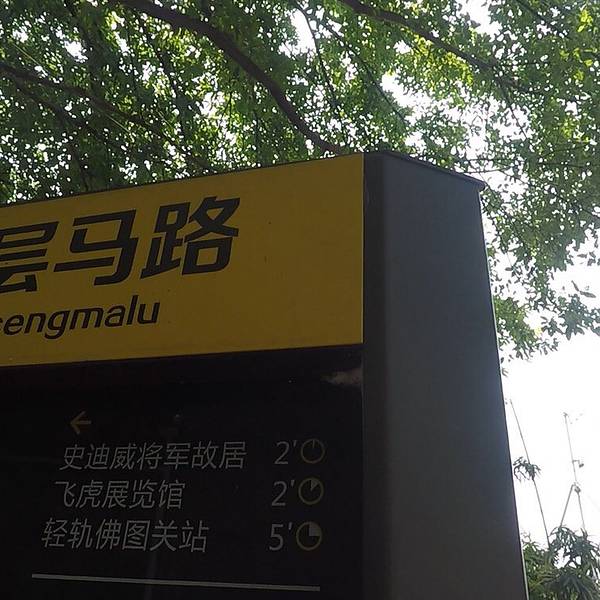 层马路
cengmalu
←
史迪威将军故居 2'
飞虎展览馆 2'
轻轨佛图关站 5'